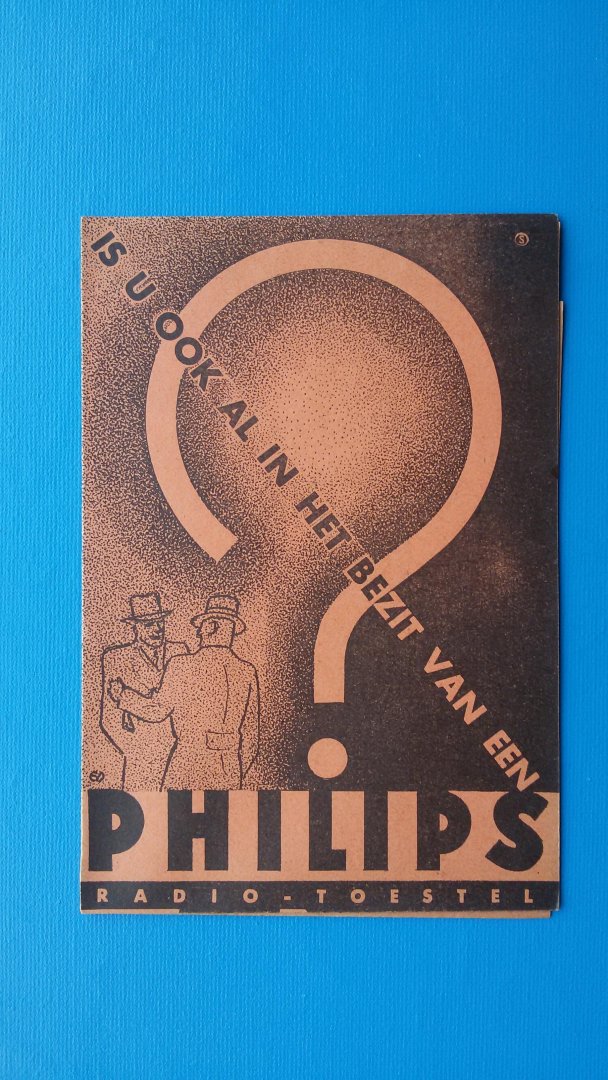 S
IS U OOK AL IN HET BEZIT VAN EEN
PHILIPS
RADIO-TOESTEL